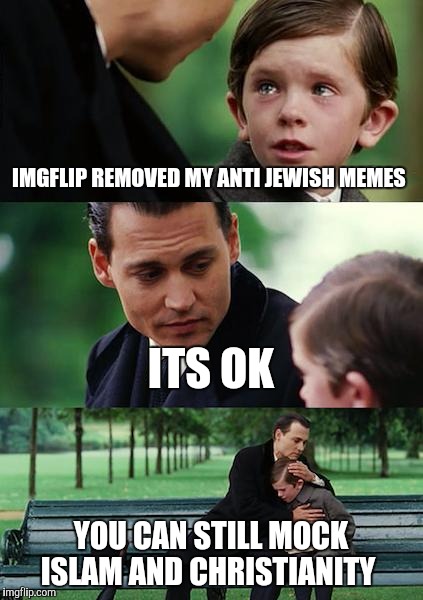 IMGFLIP REMOVED MY ANTI JEWISH MEMES
ITS OK
YOU CAN STILL MOCK
ISLAM AND CHRISTIANITY
imgflip.com